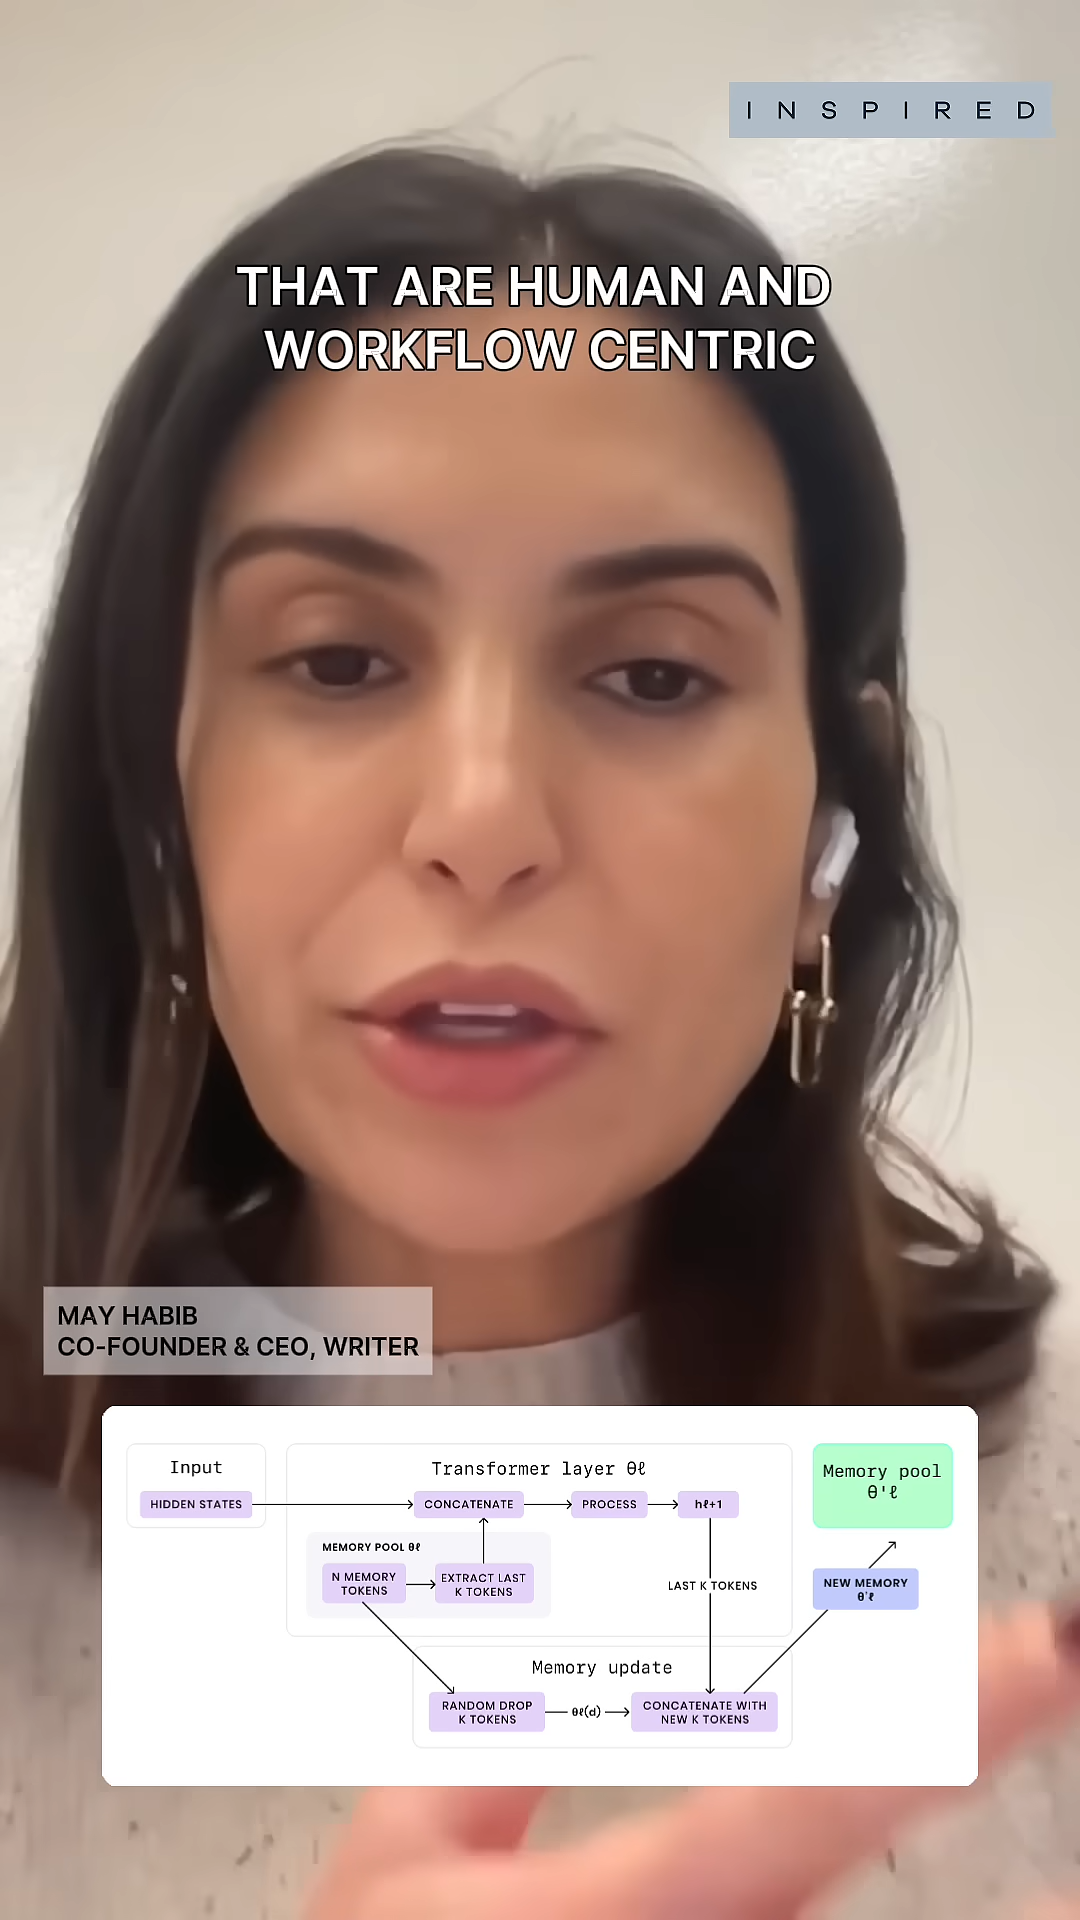 INSPIRED
THAT ARE HUMAN AND
WORKFLOW CENTRIC
MAY HABIB
CO-FOUNDER & CEO, WRITER
Input
HIDDEN STATES
Transformer layer θℓ
CONCATENATE
PROCESS
hℓ+1
MEMORY POOL θℓ
N MEMORY
TOKENS
EXTRACT LAST
K TOKENS
LAST K TOKENS
Memory pool
θ'ℓ
NEW MEMORY
θ'ℓ
Memory update
RANDOM DROP
K TOKENS
θℓ(d)
CONCATENATE WITH
NEW K TOKENS